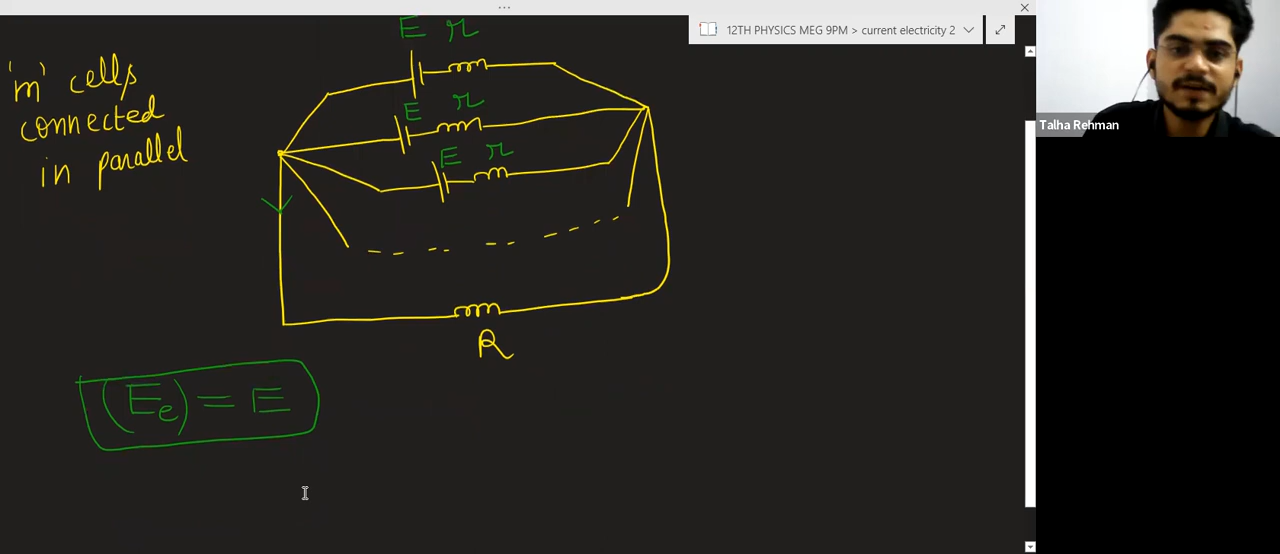 12TH PHYSICS MEG 9PM > current electricity 2
Talha Rehman
'm' cells
connected
in parallel
E r
E r
E r
R
(Ee) = E